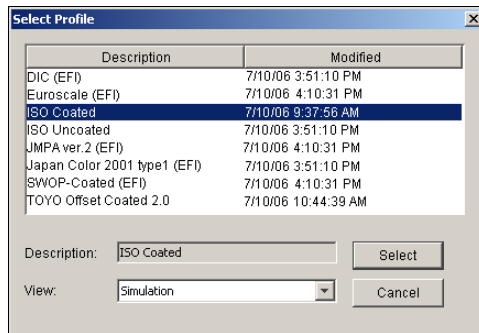 Select Profile
Description Modified
DIC (EFI) 7/10/06 3:51:10 PM
Euroscale (EFI) 7/10/06 4:10:31 PM
ISO Coated 7/10/06 9:37:56 AM
ISO Uncoated 7/10/06 3:51:10 PM
JMPA ver.2 (EFI) 7/10/06 4:10:31 PM
Japan Color 2001 type1 (EFI) 7/10/06 3:51:10 PM
SWOP-Coated (EFI) 7/10/06 4:10:31 PM
TOYO Offset Coated 2.0 7/10/06 10:44:39 AM
Description: ISO Coated Select
View: Simulation Cancel